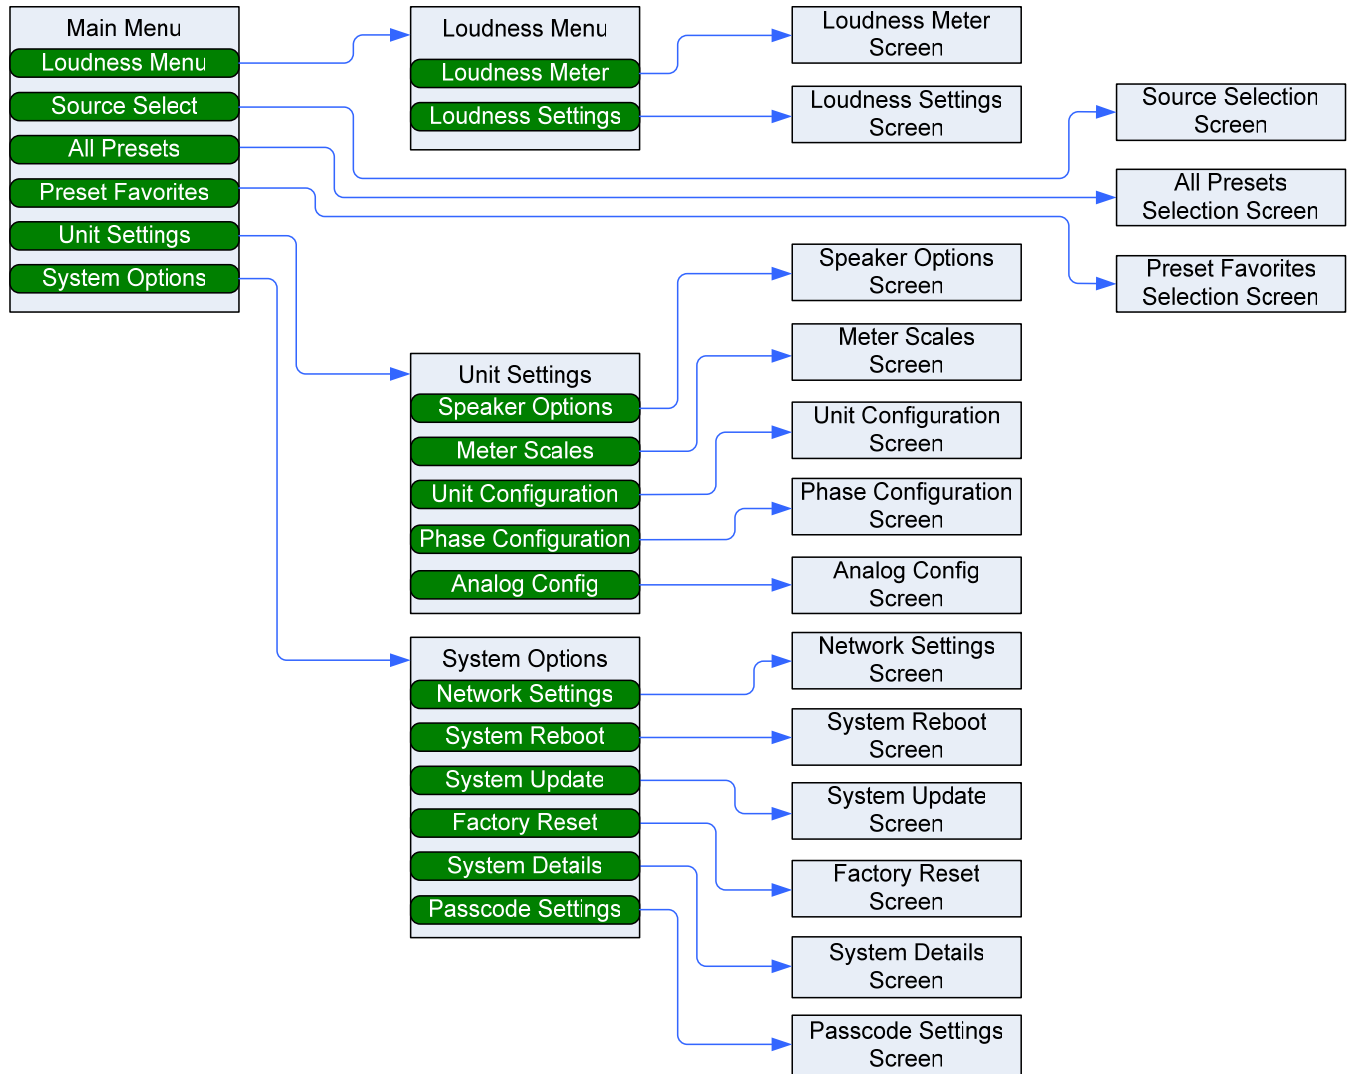 Main Menu
Loudness Menu
Source Select
All Presets
Preset Favorites
Unit Settings
System Options
Loudness Menu
Loudness Meter
Loudness Settings
Loudness Meter
Screen
Loudness Settings
Screen
Source Selection
Screen
All Presets
Selection Screen
Preset Favorites
Selection Screen
Unit Settings
Speaker Options
Meter Scales
Unit Configuration
Phase Configuration
Analog Config
Speaker Options
Screen
Meter Scales
Screen
Unit Configuration
Screen
Phase Configuration
Screen
Analog Config
Screen
System Options
Network Settings
System Reboot
System Update
Factory Reset
System Details
Passcode Settings
Network Settings
Screen
System Reboot
Screen
System Update
Screen
Factory Reset
Screen
System Details
Screen
Passcode Settings
Screen